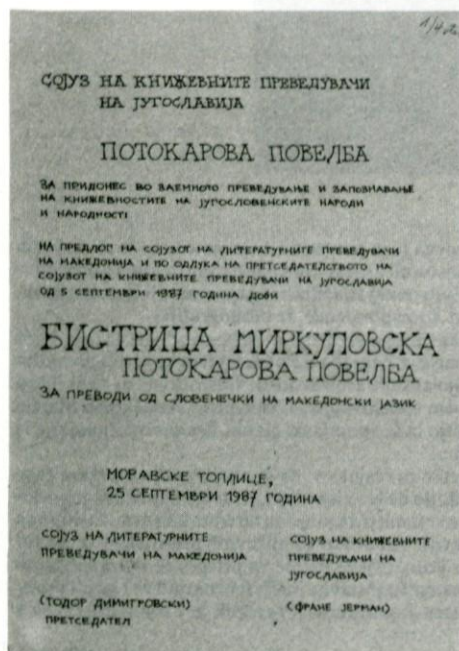 СОЈУЗ НА КНИЖЕВНИТЕ ПРЕВЕДУВАЧИ
НА ЈУГОСЛАВИЈА
ПОТОКАРОВА ПОВЕЛБА
ЗА ПРИДОНЕС ВО ЗАЕМНОТО ПРЕВЕДУВАЊЕ И ЗАПОЗНАВАЊЕ
НА КНИЖЕВНОСТИТЕ НА ЈУГОСЛОВЕНСКИТЕ НАРОДИ
И НАРОДНОСТИ
НА ПРЕДЛОГ НА СОЈУЗОТ НА ЛИТЕРАТУРНИТЕ ПРЕВЕДУВАЧИ
НА МАКЕДОНИЈА И ПО ОДЛУКА НА ПРЕТСЕДАТЕЛСТВОТО НА
СОЈУЗОТ НА КНИЖЕВНИТЕ ПРЕВЕДУВАЧИ НА ЈУГОСЛАВИЈА
ОД 5 СЕПТЕМВРИ 1987 ГОДИНА ДОБИ
БИСТРИЦА МИРКУЛОВСКА
ПОТОКАРОВА ПОВЕЛБА
ЗА ПРЕВОДИ ОД СЛОВЕНЕЧКИ НА МАКЕДОНСКИ ЈАЗИК
МОРАВСКЕ ТОПЛИЦЕ,
25 СЕПТЕМВРИ 1987 ГОДИНА
СОЈУЗ НА ЛИТЕРАТУРНИТЕ
ПРЕВЕДУВАЧИ НА МАКЕДОНИЈА
(ТОДОР ДИМИТРОВСКИ)
ПРЕТСЕДАТЕЛ
СОЈУЗ НА КНИЖЕВНИТЕ
ПРЕВЕДУВАЧИ НА
ЈУГОСЛАВИЈА
(ФРАНЕ ЈЕРМАН)